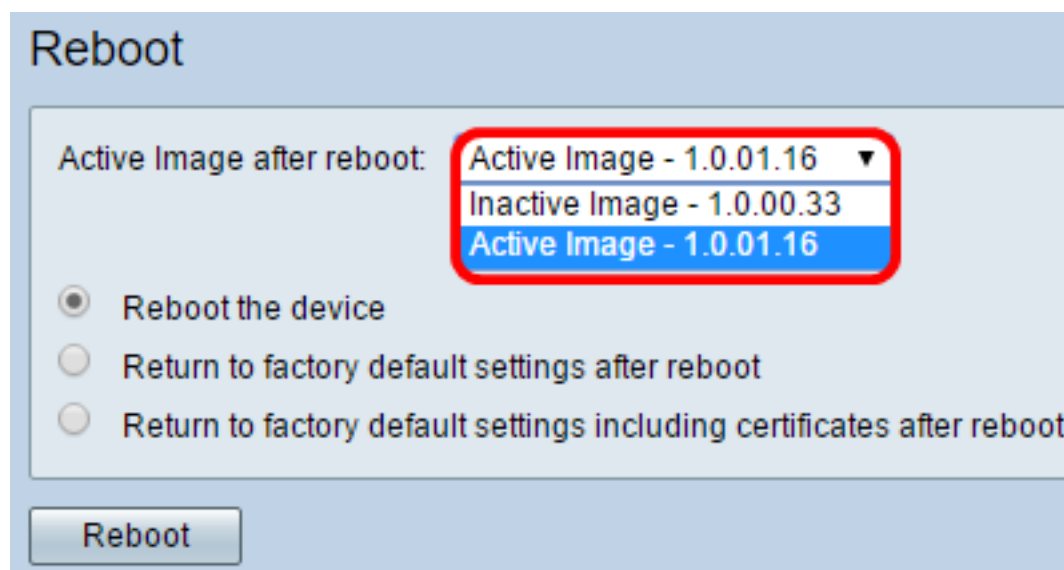 Reboot
Active Image after reboot: Active Image - 1.0.01.16
Inactive Image - 1.0.00.33
Active Image - 1.0.01.16
Reboot the device
Return to factory default settings after reboot
Return to factory default settings including certificates after reboot
Reboot